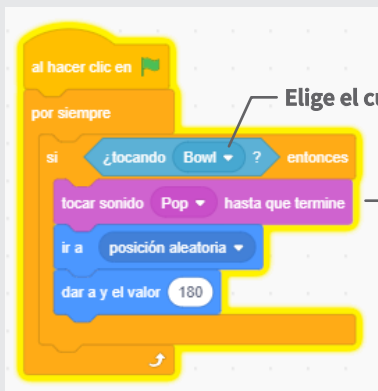 al hacer clic en
Elige el
por siempre
si ¿tocando Bowl ? entonces
tocar sonido Pop hasta que termine
ir a posición aleatoria
dar a y el valor 180